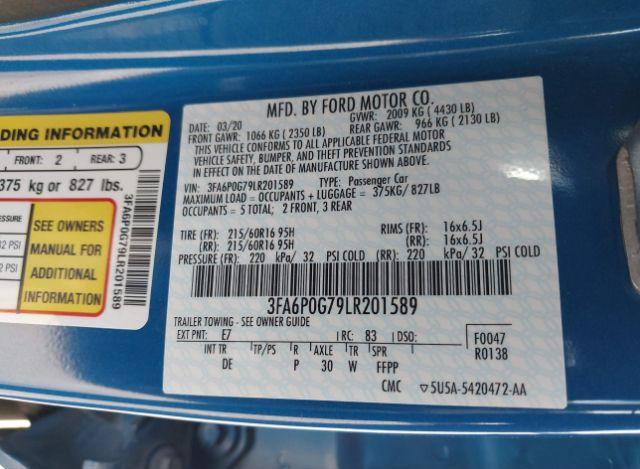 MFD. BY FORD MOTOR CO.
DATE: 03/20
GVWR: 2009 KG (4430 LB)
FRONT GAWR: 1066 KG (2350 LB)
REAR GAWR: 966 KG (2130 LB)
THIS VEHICLE CONFORMS TO ALL APPLICABLE FEDERAL MOTOR
VEHICLE SAFETY, BUMPER, AND THEFT PREVENTION STANDARDS
IN EFFECT ON THE DATE OF MANUFACTURE SHOWN ABOVE.
VIN: 3FA6P0G79LR201589 TYPE: Passenger Car
MAXIMUM LOAD = OCCUPANTS + LUGGAGE = 375KG/827LB
OCCUPANTS = 5 TOTAL; 2 FRONT, 3 REAR
TIRE (FR): 215/60R16 95H RIMS (FR): 16x6.5J
(RR): 215/60R16 95H (RR): 16x6.5J
PRESSURE (FR): 220 kPa/32 PSI COLD (RR): 220 kPa/32 PSI COLD
3FA6P0G79LR201589
TRAILER TOWING - SEE OWNER GUIDE
EXT PNT: E7 RC: 83 DSO: F0047
INT TR TP/PS R AXLE TR SPR R0138
DE P 30 W FFPP
CMC ▽5U5A-5420472-AA
DING INFORMATION
FRONT: 2 REAR: 3
375 kg or 827 lbs.
SEE OWNERS
MANUAL FOR
ADDITIONAL
INFORMATION
32 PSI
2 PSI
3FA6P0G79LR201589